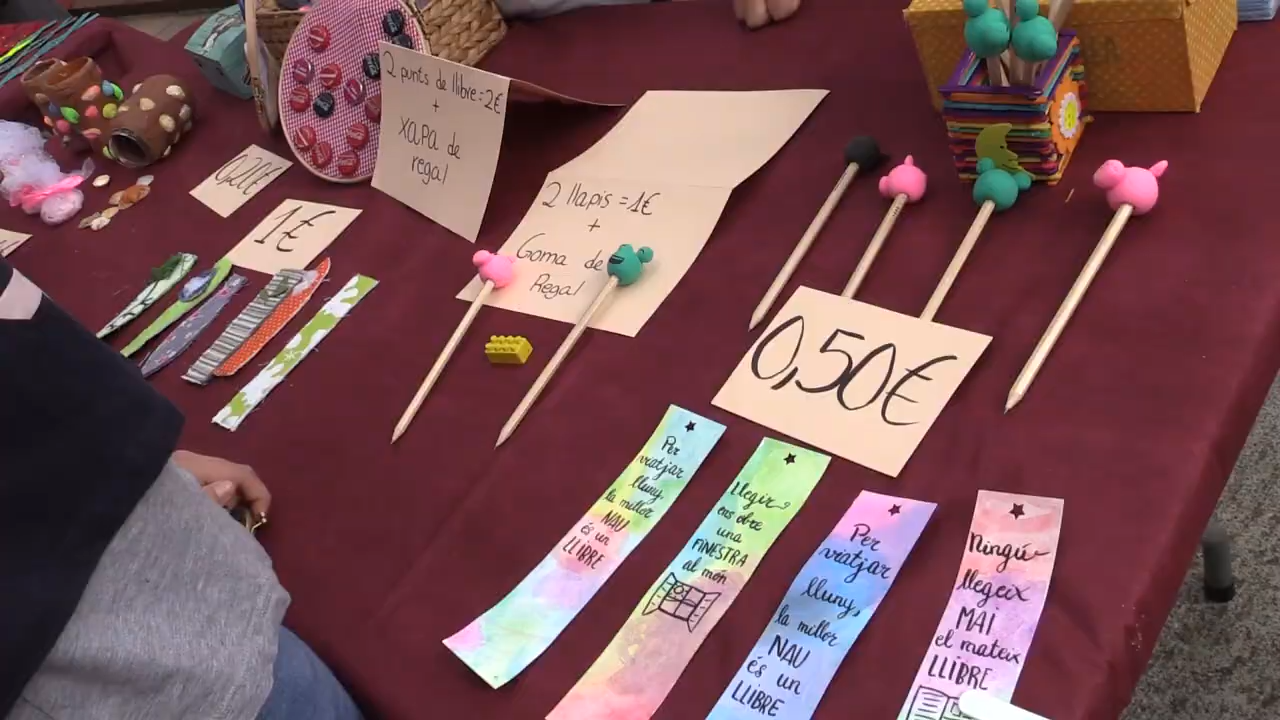 2 punts de llibre = 2€
+
XAPA de
regal
0,20€
1€
2 llapis = 1€
+
Goma de
Regal
0,50€
Per
viatjar
lluny,
la millor
NAU
és un
LLIBRE
Llegir
ens obre
una
FINESTRA
al món
Per
viatjar
lluny,
la millor
NAU
és un
LLIBRE
Ningú
llegeix
MAI
el mateix
LLIBRE